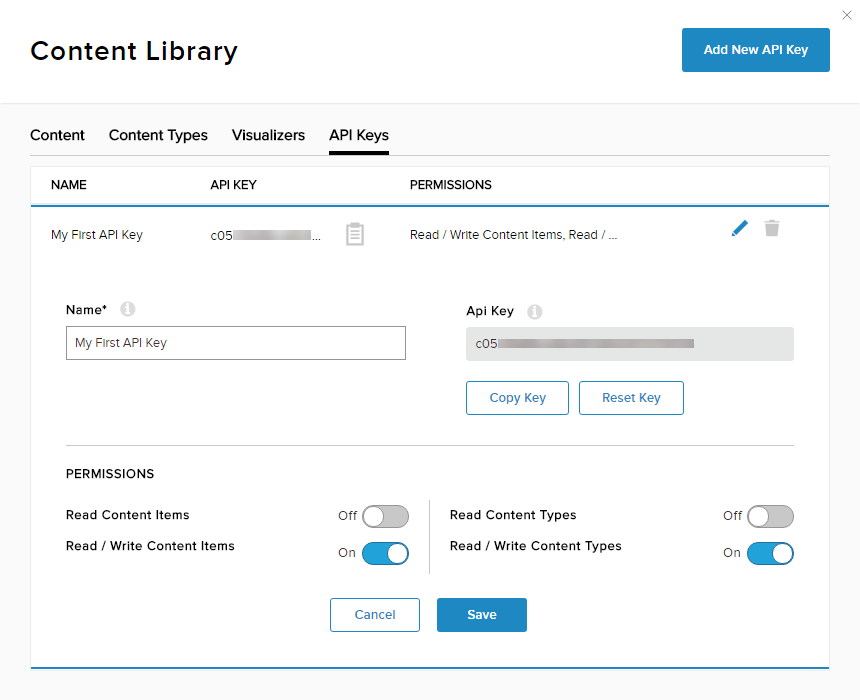 Content Library
Add New API Key
Content Content Types Visualizers API Keys
NAME API KEY PERMISSIONS
My First API Key c05 ... Read / Write Content Items, Read / ...
Name* Api Key
My First API Key c05
Copy Key Reset Key
PERMISSIONS
Read Content Items Off Read Content Types Off
Read / Write Content Items On Read / Write Content Types On
Cancel Save